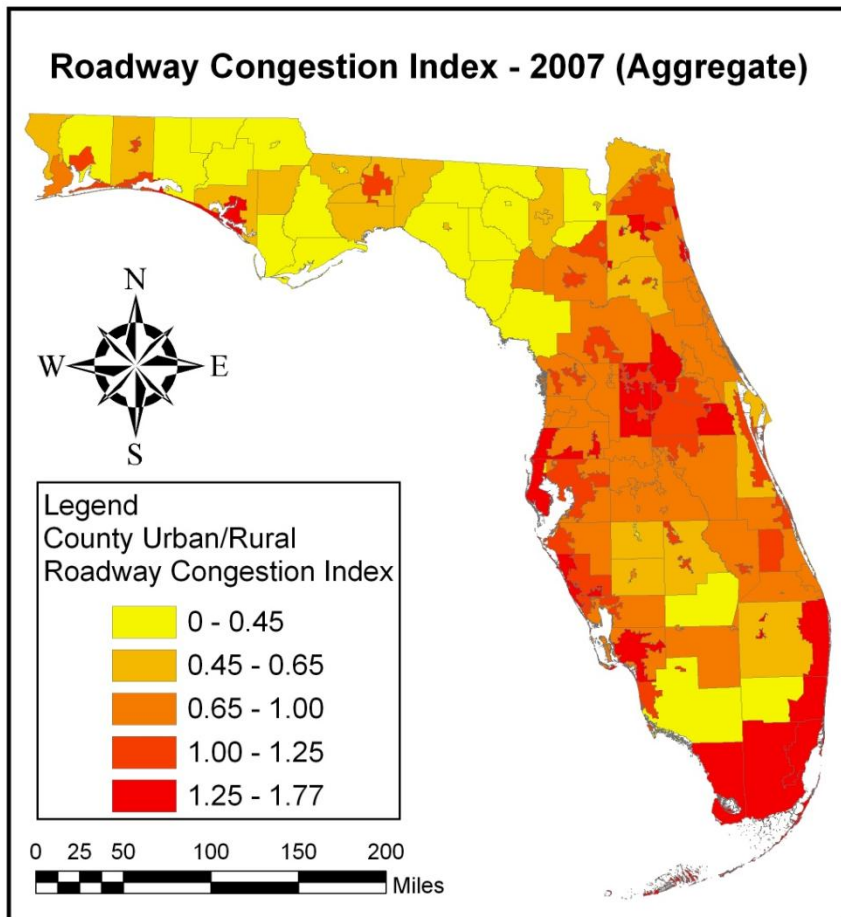 Roadway Congestion Index - 2007 (Aggregate)
N
W E
S
Legend
County Urban/Rural
Roadway Congestion Index
0 - 0.45
0.45 - 0.65
0.65 - 1.00
1.00 - 1.25
1.25 - 1.77
0 25 50 100 150 200
Miles